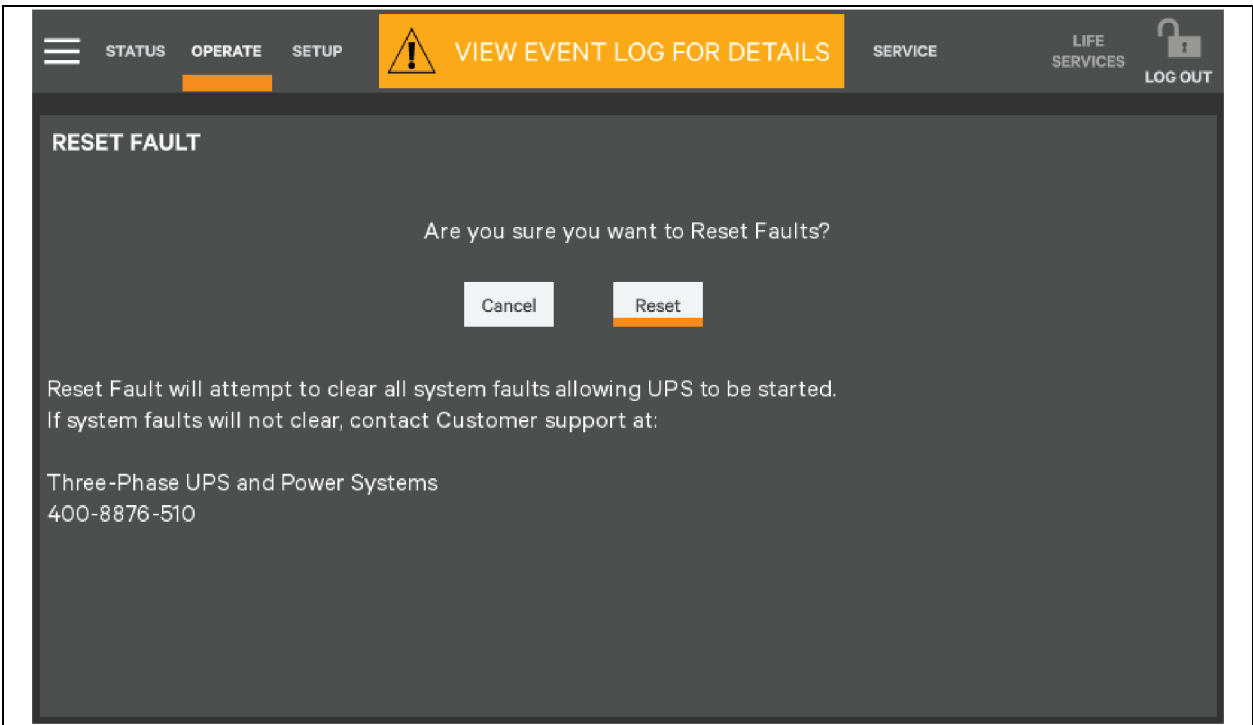 STATUS OPERATE SETUP VIEW EVENT LOG FOR DETAILS SERVICE LIFE SERVICES 1 LOG OUT
RESET FAULT
Are you sure you want to Reset Faults?
Cancel Reset
Reset Fault will attempt to clear all system faults allowing UPS to be started.
If system faults will not clear, contact Customer support at:
Three-Phase UPS and Power Systems
400-8876-510